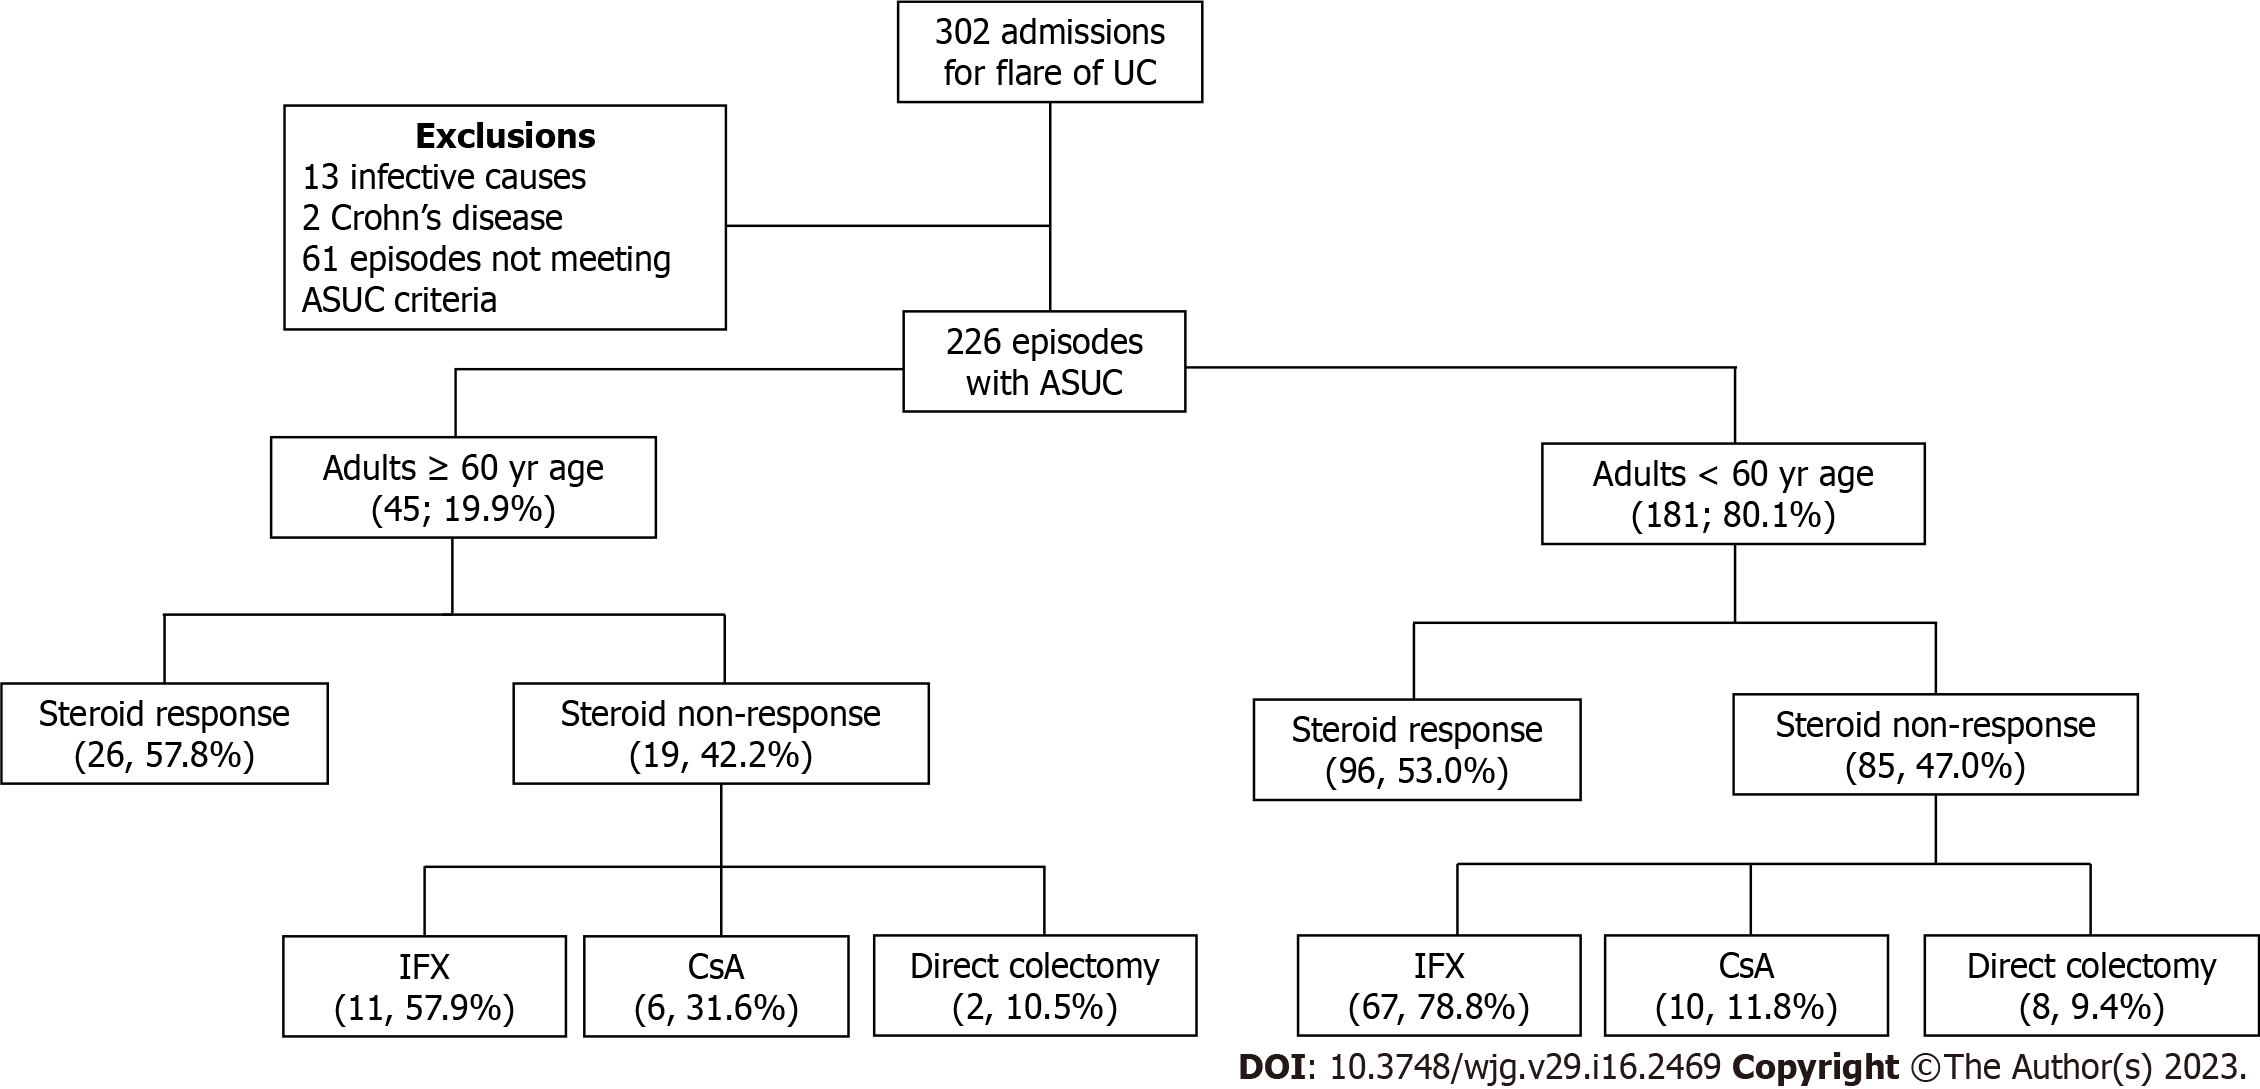 302 admissions
for flare of UC
Exclusions
13 infective causes
2 Crohn’s disease
61 episodes not meeting
ASUC criteria
226 episodes
with ASUC
Adults ≥ 60 yr age
(45; 19.9%)
Adults < 60 yr age
(181; 80.1%)
Steroid response
(26, 57.8%)
Steroid non-response
(19, 42.2%)
Steroid response
(96, 53.0%)
Steroid non-response
(85, 47.0%)
IFX
(11, 57.9%)
CsA
(6, 31.6%)
Direct colectomy
(2, 10.5%)
IFX
(67, 78.8%)
CsA
(10, 11.8%)
Direct colectomy
(8, 9.4%)
DOI: 10.3748/wjg.v29.i16.2469 Copyright ©The Author(s) 2023.